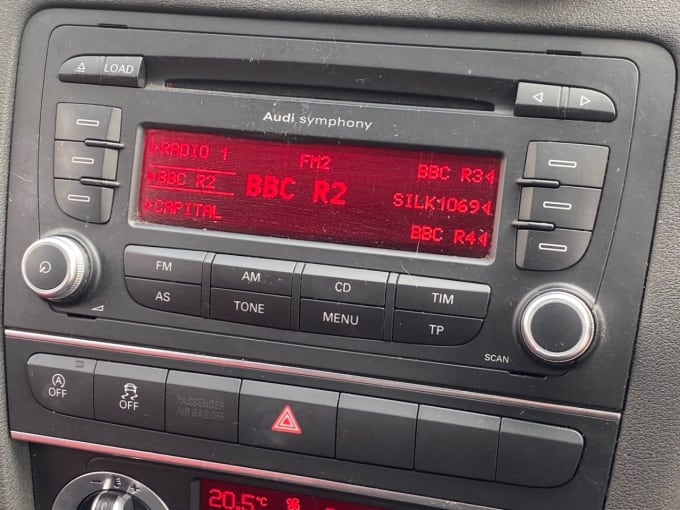 LOAD
Audi symphony
RADIO 1
FM2
BBC R3
BBC R2
BBC R2
SILK1069
CAPITAL
BBC R4
FM
AM
CD
TIM
AS
TONE
MENU
TP
SCAN
A
OFF
OFF
PASSENGER
AIR BAG OFF
20.5°C